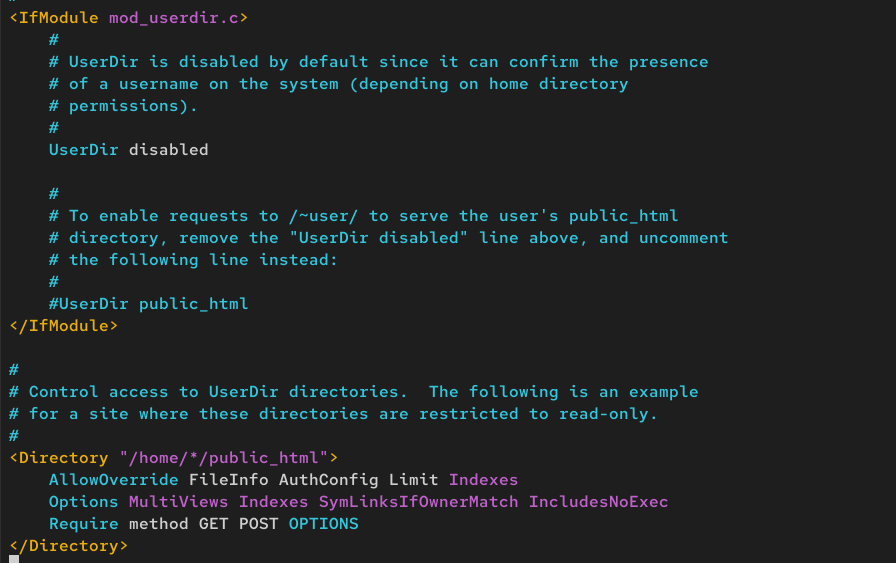 <IfModule mod_userdir.c>
    #
    # UserDir is disabled by default since it can confirm the presence
    # of a username on the system (depending on home directory
    # permissions).
    #
    UserDir disabled

    #
    # To enable requests to /~user/ to serve the user's public_html
    # directory, remove the "UserDir disabled" line above, and uncomment
    # the following line instead:
    #
    #UserDir public_html
</IfModule>

#
# Control access to UserDir directories.  The following is an example
# for a site where these directories are restricted to read-only.
#
<Directory "/home/*/public_html">
    AllowOverride FileInfo AuthConfig Limit Indexes
    Options MultiViews Indexes SymLinksIfOwnerMatch IncludesNoExec
    Require method GET POST OPTIONS
</Directory>